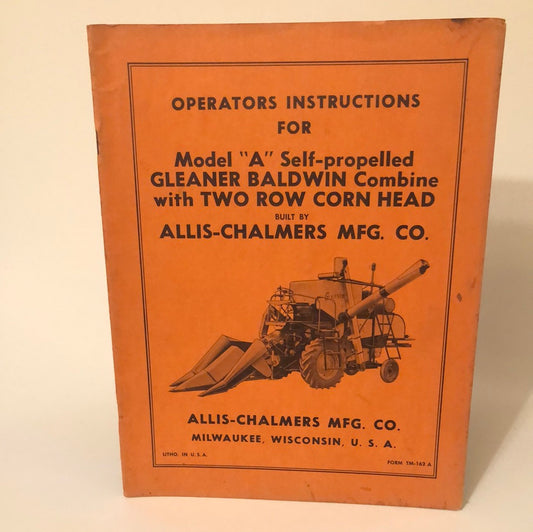 OPERATORS INSTRUCTIONS
FOR
Model "A" Self-propelled
GLEANER BALDWIN Combine
with TWO ROW CORN HEAD
BUILT BY
ALLIS-CHALMERS MFG. CO.
ALLIS-CHALMERS MFG. CO.
MILWAUKEE, WISCONSIN, U. S. A.
LITHO. IN U.S.A.
FORM TM-162 A